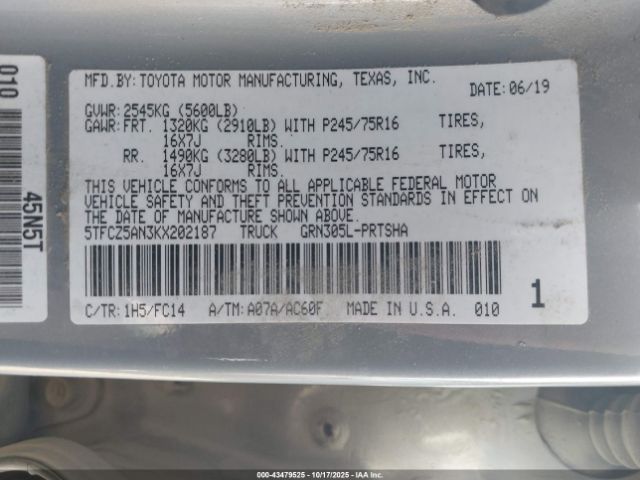 010
45N5T
MFD.BY:TOYOTA MOTOR MANUFACTURING, TEXAS, INC.
DATE:06/19
GVWR:2545KG (5600LB)
GAWR:FRT. 1320KG (2910LB) WITH P245/75R16 TIRES,
16X7J RIMS.
RR. 1490KG (3280LB) WITH P245/75R16 TIRES,
16X7J RIMS.
THIS VEHICLE CONFORMS TO ALL APPLICABLE FEDERAL MOTOR
VEHICLE SAFETY AND THEFT PREVENTION STANDARDS IN EFFECT ON
THE DATE OF MANUFACTURE SHOWN ABOVE.
5TFCZ5AN3KX202187 TRUCK GRN305L-PRTSHA
1
C/TR:1H5/FC14 A/TM:A07A/AC60F MADE IN U.S.A. 010
000-43479525 - 10/17/2025 - IAAI.COM